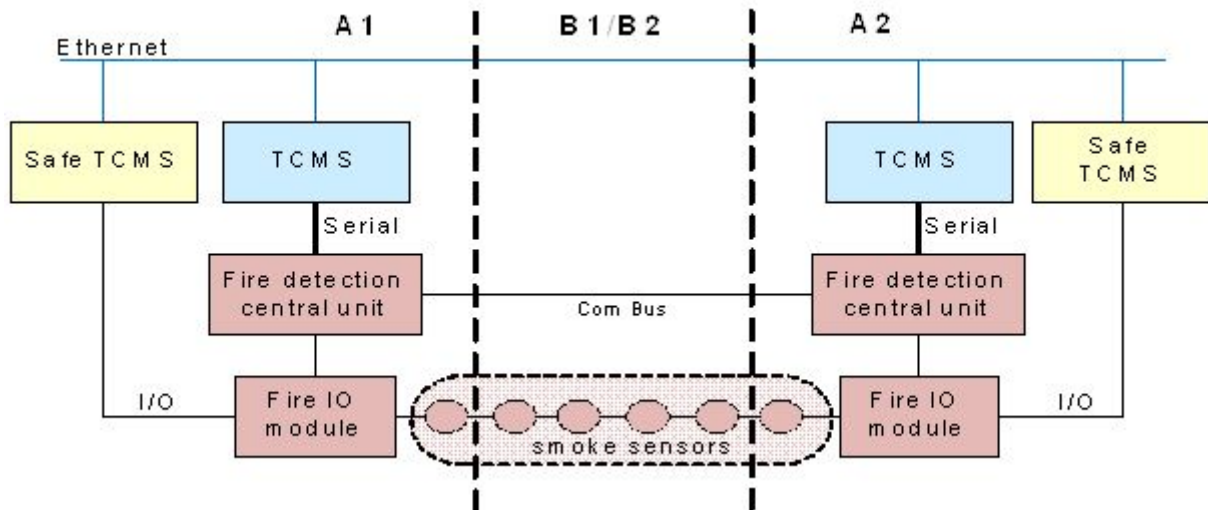 A1
B1/B2
A2
Ethernet
Safe TCMS
TCMS
TCMS
Safe
TCMS
Serial
Serial
Fire detection
central unit
Fire detection
central unit
Com Bus
I/O
Fire IO
module
Fire IO
module
I/O
smoke sensors